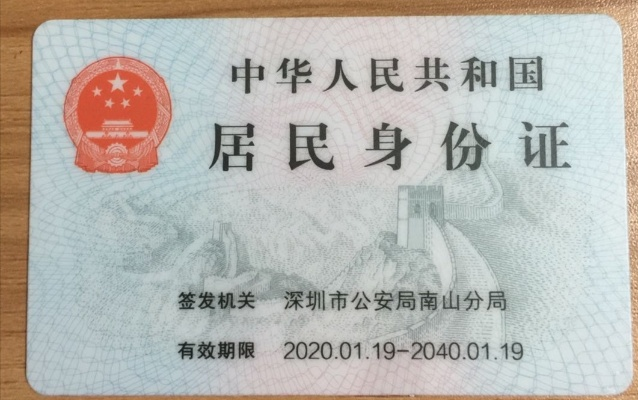 中华人民共和国
居民身份证
签发机关 深圳市公安局南山分局
有效期限 2020.01.19-2040.01.19